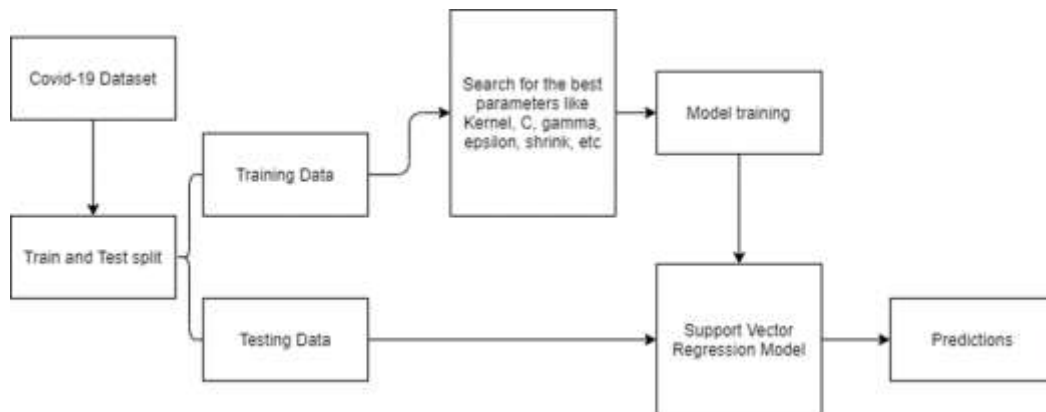 Covid-19 Dataset
Train and Test split
Training Data
Testing Data
Search for the best
parameters like
Kernel, C, gamma,
epsilon, shrink, etc
Model training
Support Vector
Regression Model
Predictions